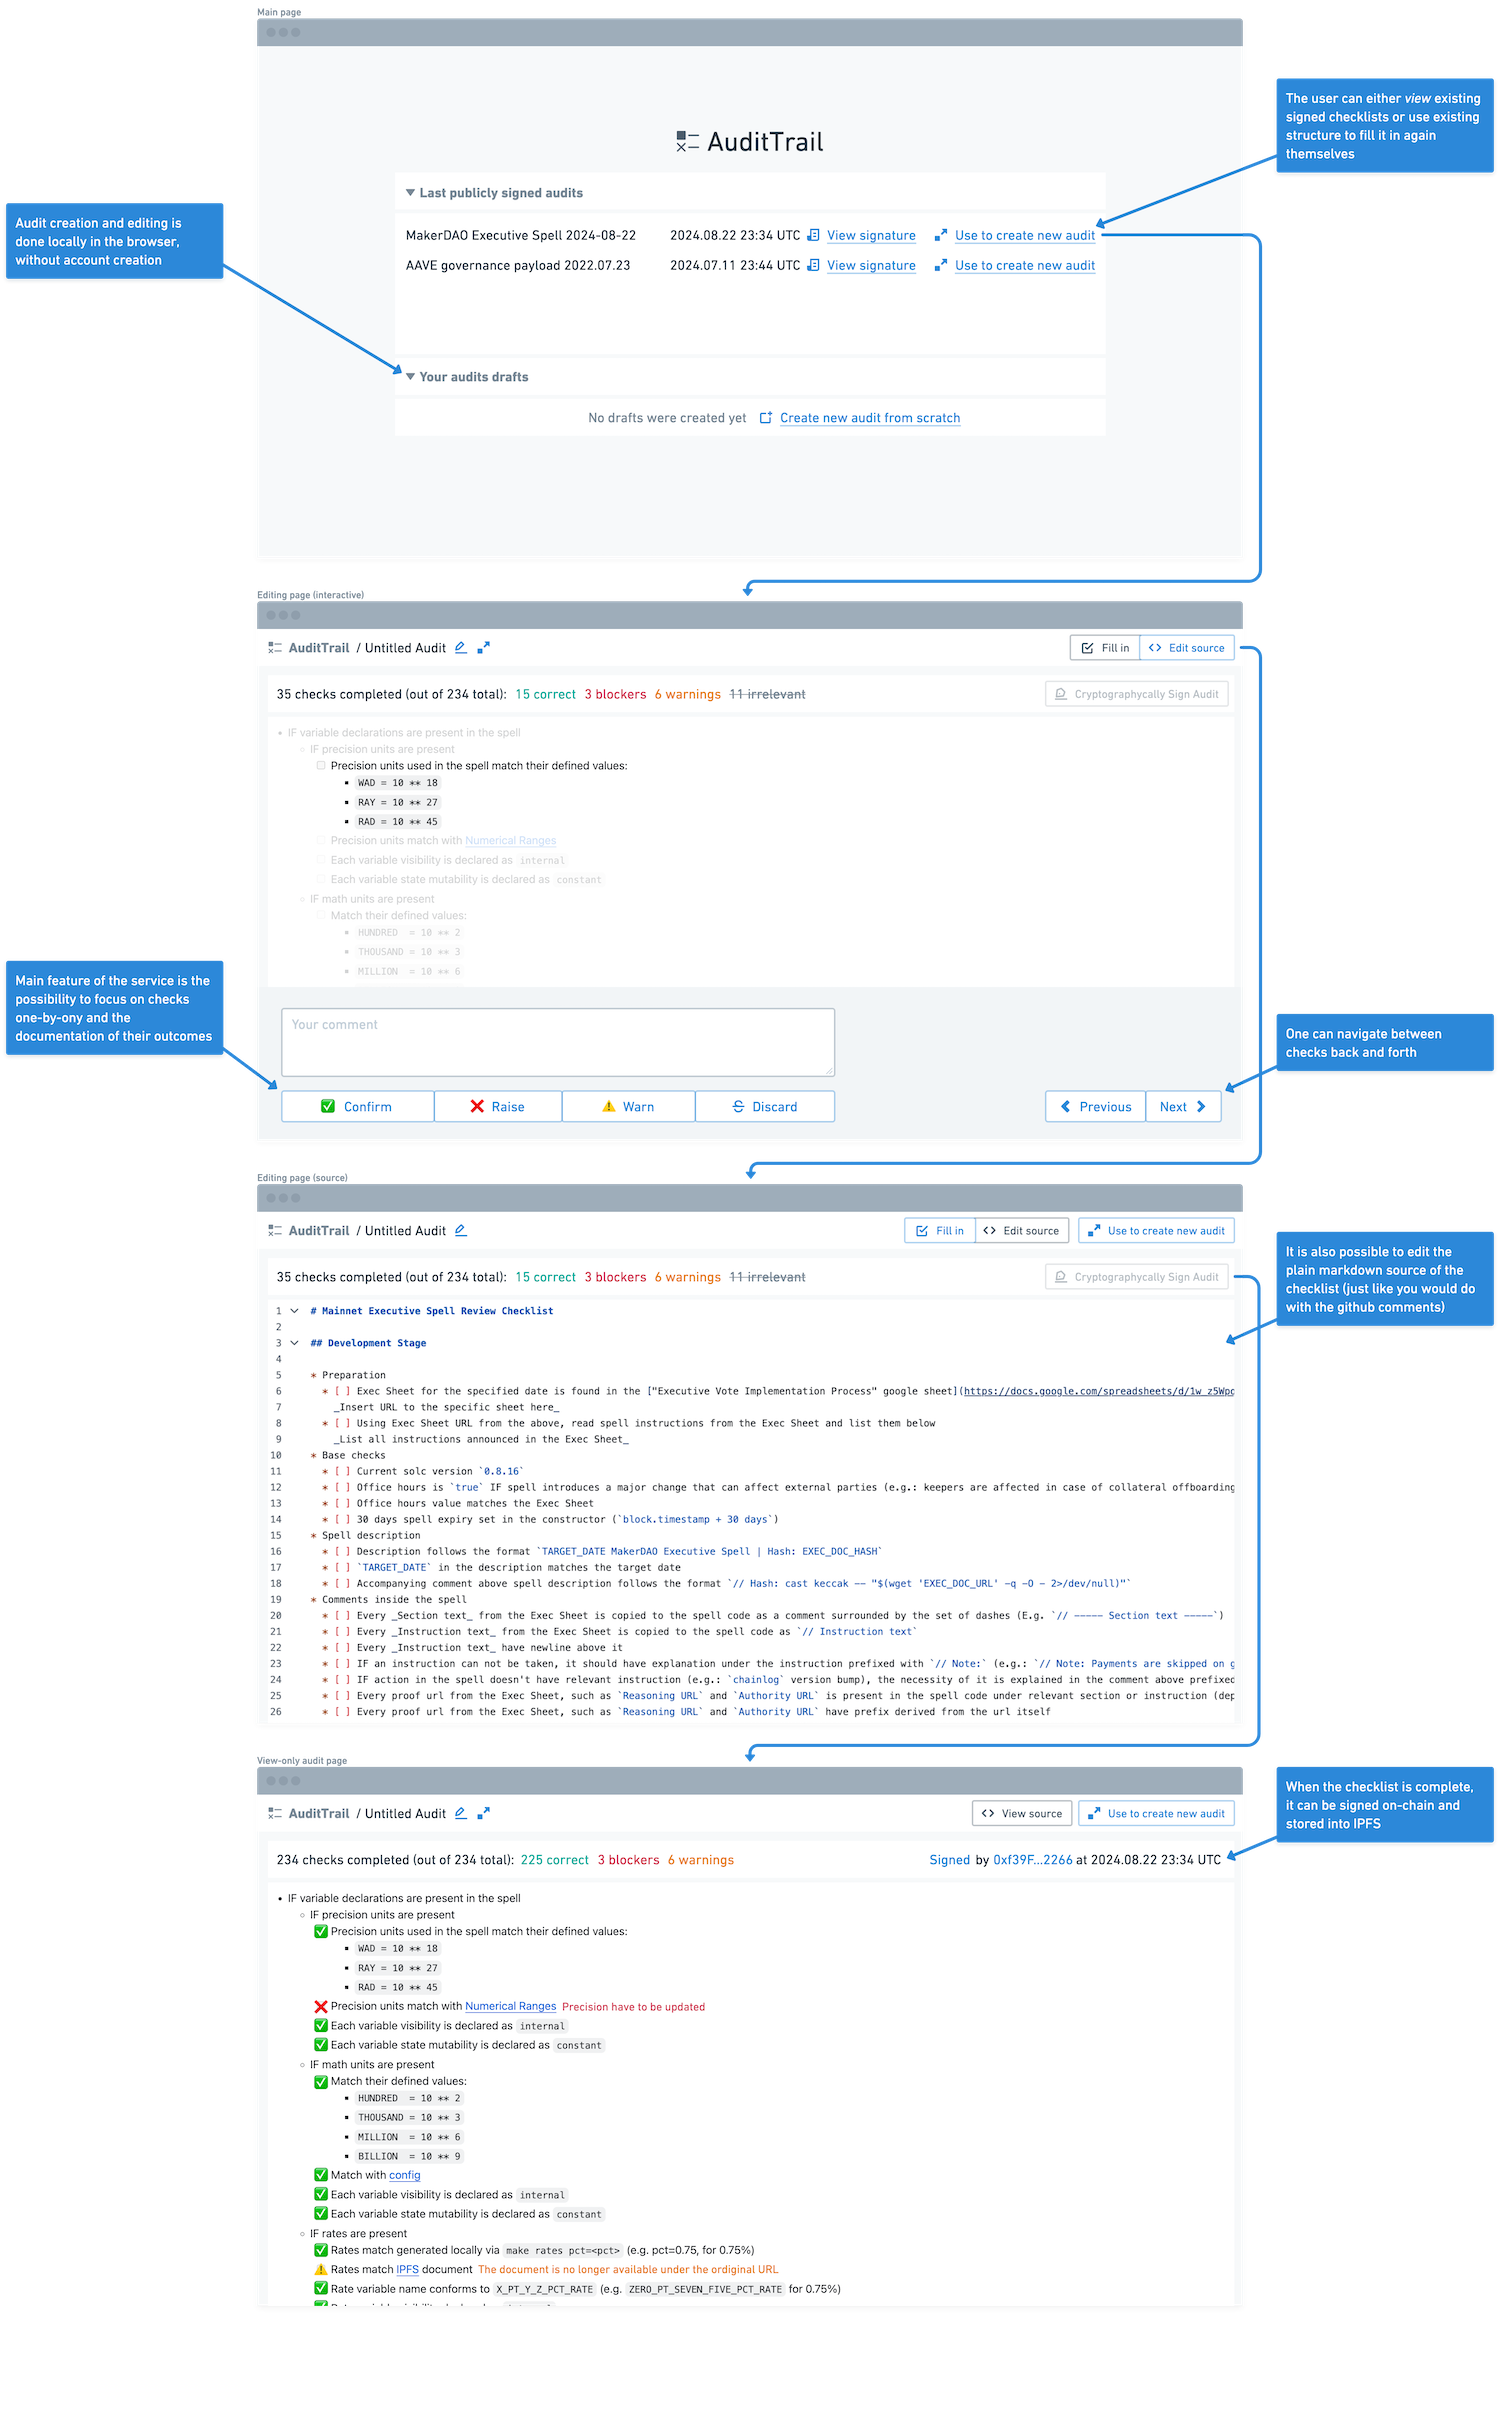 Main page
AuditTrail
The user can either view existing
signed checklists or use existing
structure to fill it in again
themselves
Last publicly signed audits
Audit creation and editing is
done locally in the browser,
without account creation
MakerDAO Executive Spell 2024-08-22 2024.08.22 23:34 UTC View signature Use to create new audit
AAVE governance payload 2022.07.23 2024.07.11 23:44 UTC View signature Use to create new audit
Your audits drafts
No drafts were created yet Create new audit from scratch
Editing page (interactive)
AuditTrail / Untitled Audit Fill in <> Edit source
35 checks completed (out of 234 total): 15 correct 3 blockers 6 warnings 11 irrelevant Cryptographycally Sign Audit
IF variable declarations are present in the spell
IF precision units are present
Precision units used in the spell match their defined values:
WAD = 10 ** 18
RAY = 10 ** 27
RAD = 10 ** 45
Precision units match with Numerical Ranges
Each variable visibility is declared as internal
Each variable state mutability is declared as constant
IF math units are present
Match their defined values:
HUNDRED = 10 ** 2
THOUSAND = 10 ** 3
MILLION = 10 ** 6
Main feature of the service is the
possibility to focus on checks
one-by-ony and the
documentation of their outcomes
Your comment
One can navigate between
checks back and forth
Confirm Raise Warn Discard Previous Next
Editing page (source)
AuditTrail / Untitled Audit Fill in <> Edit source Use to create new audit
It is also possible to edit the
plain markdown source of the
checklist (just like you would do
with the github comments)
35 checks completed (out of 234 total): 15 correct 3 blockers 6 warnings 11 irrelevant Cryptographycally Sign Audit
1 # Mainnet Executive Spell Review Checklist
2
3 ## Development Stage
4
5 * Preparation
6 * [ ] Exec Sheet for the specified date is found in the ["Executive Vote Implementation Process" google sheet](https://docs.google.com/spreadsheets/d/1w_z5Wpq
7 _Insert URL to the specific sheet here_
8 * [ ] Using Exec Sheet URL from the above, read spell instructions from the Exec Sheet and list them below
9 _List all instructions announced in the Exec Sheet_
10 * Base checks
11 * [ ] Current solc version `0.8.16`
12 * [ ] Office hours is `true` IF spell introduces a major change that can affect external parties (e.g.: keepers are affected in case of collateral offboarding
13 * [ ] Office hours value matches the Exec Sheet
14 * [ ] 30 days spell expiry set in the constructor (`block.timestamp + 30 days`)
15 * Spell description
16 * [ ] Description follows the format `TARGET_DATE MakerDAO Executive Spell | Hash: EXEC_DOC_HASH`
17 * [ ] `TARGET_DATE` in the description matches the target date
18 * [ ] Accompanying comment above spell description follows the format `// Hash: cast keccak -- "$(wget 'EXEC_DOC_URL' -q -O - 2>/dev/null)"`
19 * Comments inside the spell
20 * [ ] Every _Section text_ from the Exec Sheet is copied to the spell code as a comment surrounded by the set of dashes (E.g. `// ----- Section text -----`)
21 * [ ] Every _Instruction text_ from the Exec Sheet is copied to the spell code as `// Instruction text`
22 * [ ] Every _Instruction text_ have newline above it
23 * [ ] IF an instruction can not be taken, it should have explanation under the instruction prefixed with `// Note:` (e.g.: `// Note: Payments are skipped on g
24 * [ ] IF action in the spell doesn't have relevant instruction (e.g.: `chainlog` version bump), the necessity of it is explained in the comment above prefixed
25 * [ ] Every proof url from the Exec Sheet, such as `Reasoning URL` and `Authority URL` is present in the spell code under relevant section or instruction (dep
26 * [ ] Every proof url from the Exec Sheet, such as `Reasoning URL` and `Authority URL` have prefix derived from the url itself
View-only audit page
AuditTrail / Untitled Audit <> View source Use to create new audit
When the checklist is complete,
it can be signed on-chain and
stored into IPFS
234 checks completed (out of 234 total): 225 correct 3 blockers 6 warnings Signed by 0xf39F...2266 at 2024.08.22 23:34 UTC
IF variable declarations are present in the spell
IF precision units are present
Precision units used in the spell match their defined values:
WAD = 10 ** 18
RAY = 10 ** 27
RAD = 10 ** 45
Precision units match with Numerical Ranges Precision have to be updated
Each variable visibility is declared as internal
Each variable state mutability is declared as constant
IF math units are present
Match their defined values:
HUNDRED = 10 ** 2
THOUSAND = 10 ** 3
MILLION = 10 ** 6
BILLION = 10 ** 9
Match with config
Each variable visibility is declared as internal
Each variable state mutability is declared as constant
IF rates are present
Rates match generated locally via make rates pct=<pct> (e.g. pct=0.75, for 0.75%)
Rates match IPFS document The document is no longer available under the ordiginal URL
Rate variable name conforms to X_PT_Y_Z_PCT_RATE (e.g. ZERO_PT_SEVEN_FIVE_PCT_RATE for 0.75%)